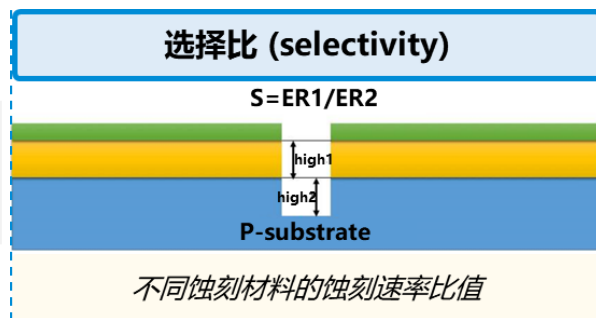 选择比 (selectivity)
S=ER1/ER2
high1
high2
P-substrate
不同蚀刻材料的蚀刻速率比值